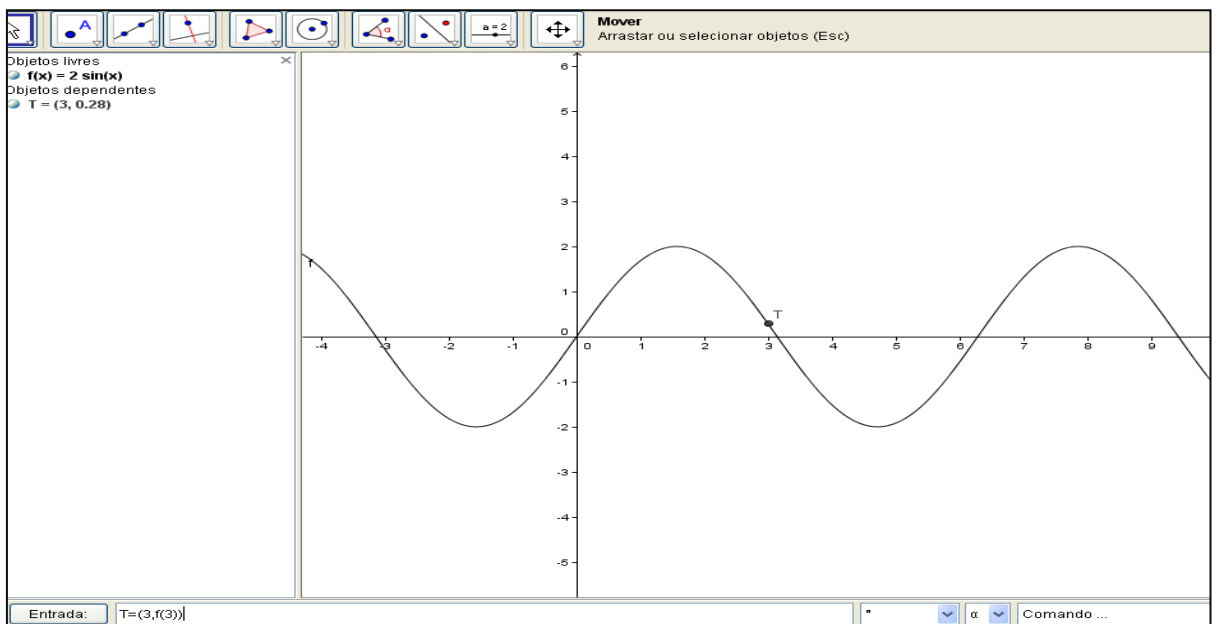 A
α
a = 2
Mover
Arrastar ou selecionar objetos (Esc)
Objetos livres
f(x) = 2 sin(x)
Objetos dependentes
T = (3, 0.28)
6
5
4
3
2
1
0
-1
-2
-3
-4
-5
-4 -3 -2 -1 0 1 2 3 4 5 6 7 8 9
f
T
Entrada: T=(3,f(3)) ° α Comando ...